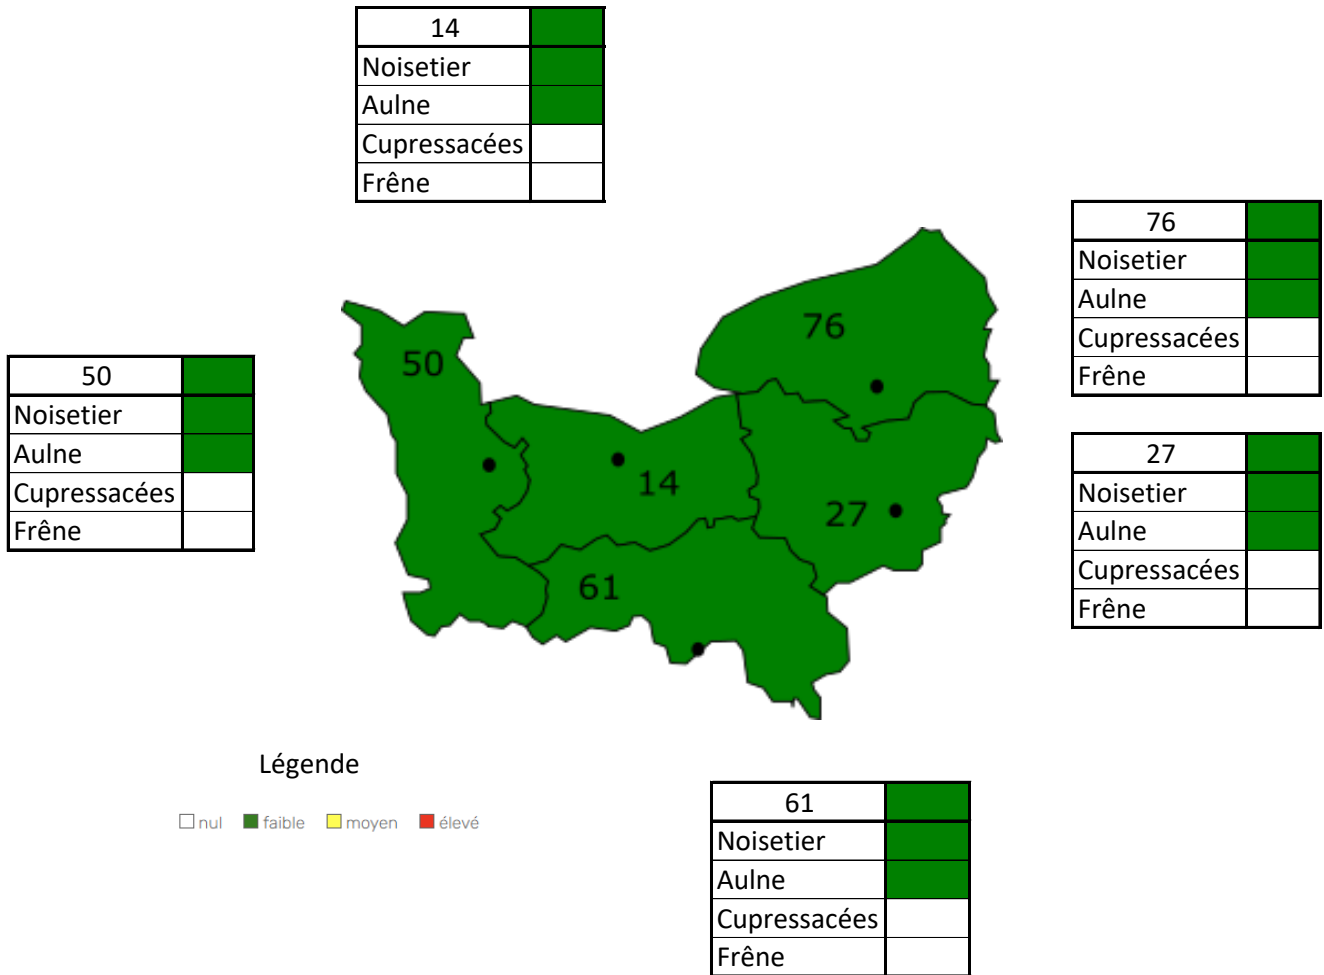 14
Noisetier
Aulne
Cupressacées
Frêne
76
Noisetier
Aulne
Cupressacées
Frêne
50
Noisetier
Aulne
Cupressacées
Frêne
27
Noisetier
Aulne
Cupressacées
Frêne
76
50
14
27
61
Légende
nul faible moyen élevé
61
Noisetier
Aulne
Cupressacées
Frêne